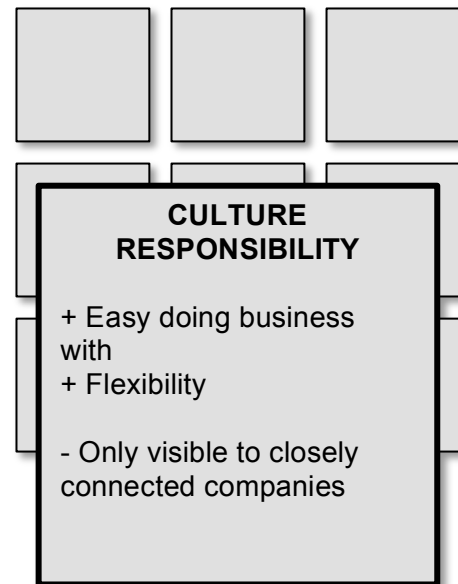 CULTURE
RESPONSIBILITY
+ Easy doing business
with
+ Flexibility
- Only visible to closely
connected companies